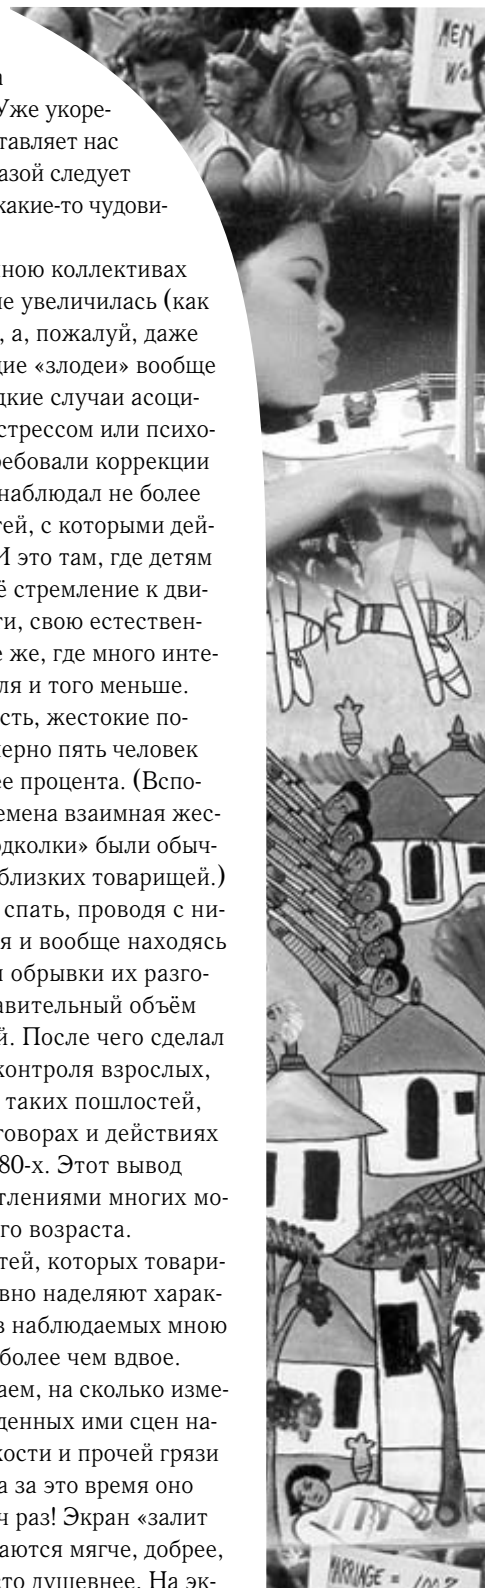 MEN
Уже укоре-
тавляет нас
азой следует
какие-то чудови-
ною коллективах
не увеличилась (как
, а, пожалуй, даже
щие «злодеи» вообще
дкие случаи асоци-
стрессом или психо-
ребовали коррекции
наблюдал не более
тей, с которыми дей-
И это там, где детям
ё стремление к дви-
ти, свою естествен-
е же, где много инте-
ля и того меньше.
сть, жестокие по-
мерно пять человек
ее процента. (Вспо-
емена взаимная жес-
одколки» были обыч-
близких товарищей.)
спать, проводя с ни-
я и вообще находясь
и обрывки их разго-
авительный объём
й. После чего сделал
контроля взрослых,
таких пошлостей,
говорах и действиях
80-х. Этот вывод
тлениями многих мо-
го возраста.
тей, которых товари-
вно наделяют харак-
в наблюдаемых мною
более чем вдвое.
аем, на сколько изме-
денных ими сцен на-
кости и прочей грязи
а за это время оно
ч раз! Экран «залит
аются мягче, добрее,
то душевнее. На эк-
MARRIAGE =